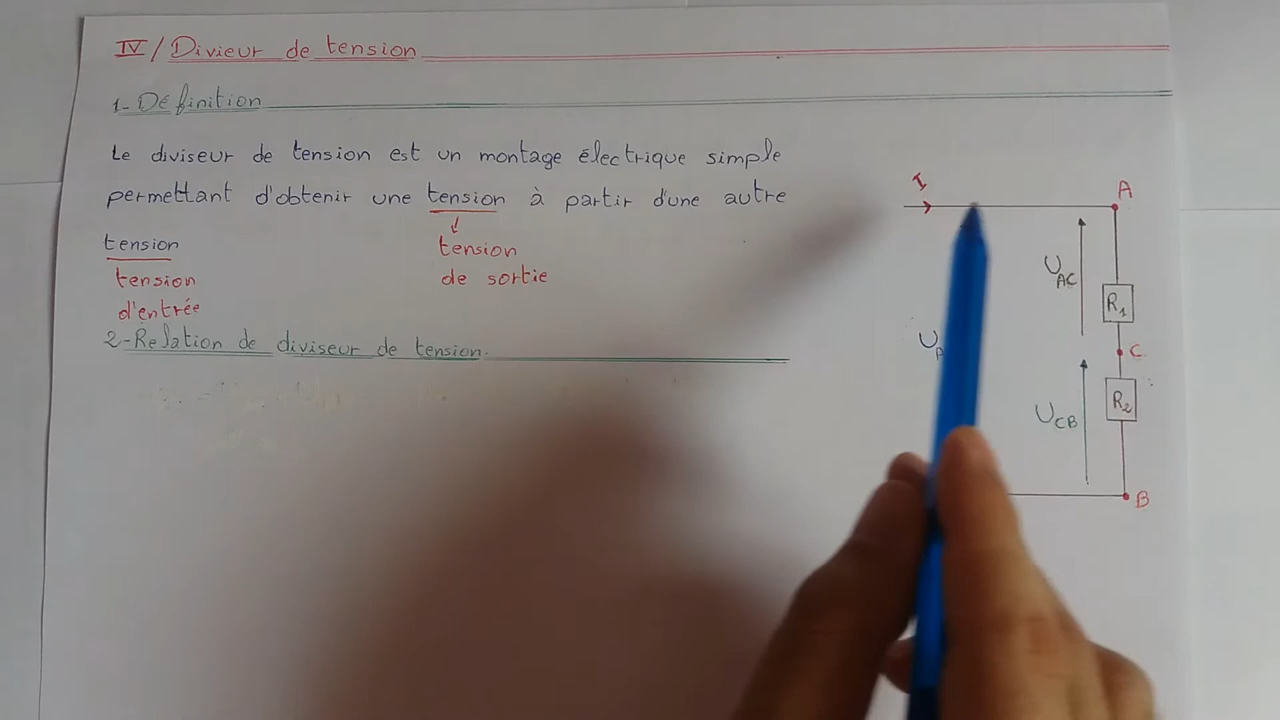 IV/ Divieur de tension
1- Définition
Le diviseur de tension est un montage électrique simple
permettant d'obtenir une tension à partir d'une autre
tension
tension
d'entrée
tension
de sortie
2-Relation de diviseur de tension.
I
A
UAC
R1
C
R2
UCB
B